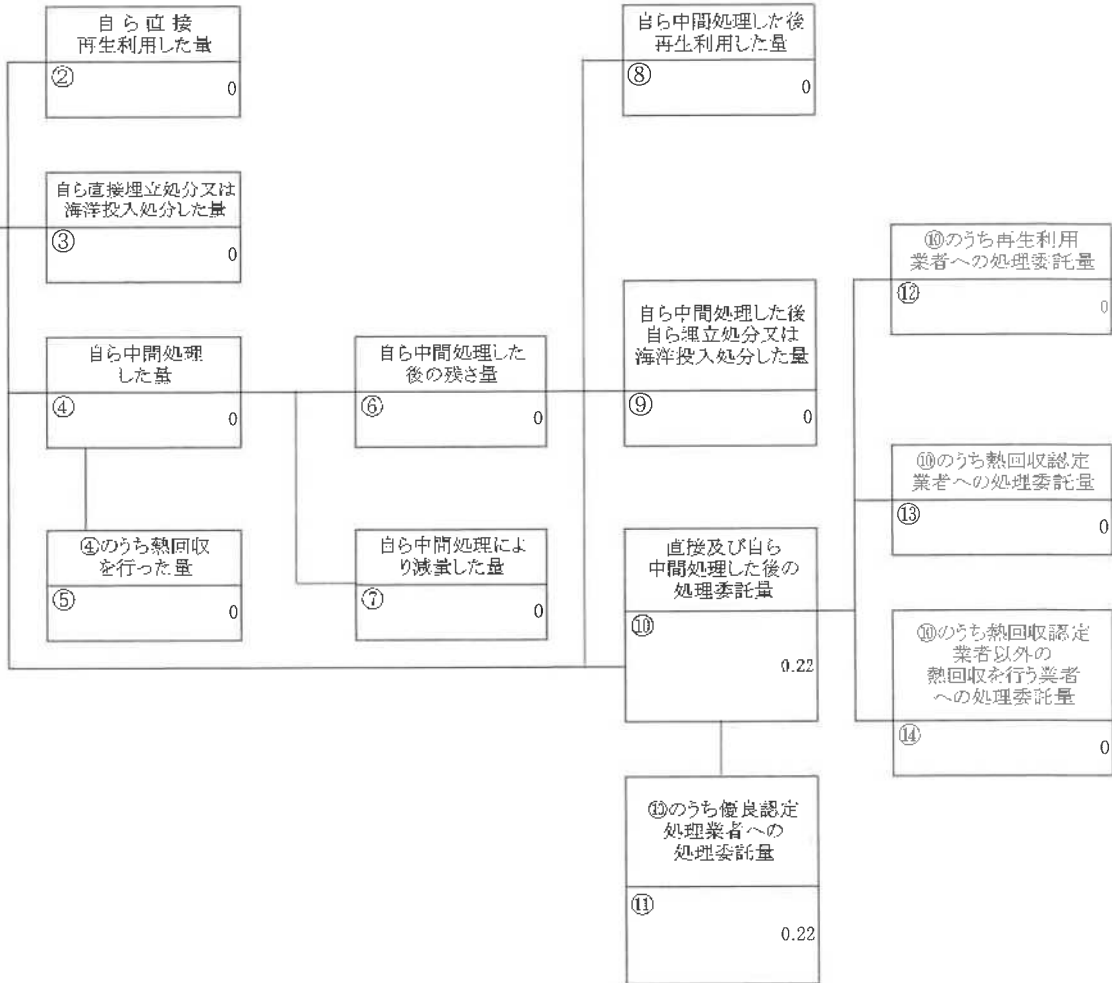 自ら直接
再生利用した量
②
0
自ら直接埋立処分又は
海洋投入処分した量
③
0
自ら中間処理
した量
④
0
④のうち熱回収
を行った量
⑤
0
自ら中間処理した
後の残さ量
⑥
0
自ら中間処理によ
り減量した量
⑦
0
自ら中間処理した後
再生利用した量
⑧
0
自ら中間処理した後
自ら埋立処分又は
海洋投入処分した量
⑨
0
直接及び自ら
中間処理した後の
処理委託量
⑩
0.22
⑩のうち優良認定
処理業者への
処理委託量
⑪
0.22
⑩のうち再生利用
業者への処理委託量
⑫
0
⑩のうち熱回収認定
業者への処理委託量
⑬
0
⑩のうち熱回収認定
業者以外の
熱回収を行う業者
への処理委託量
⑭
0